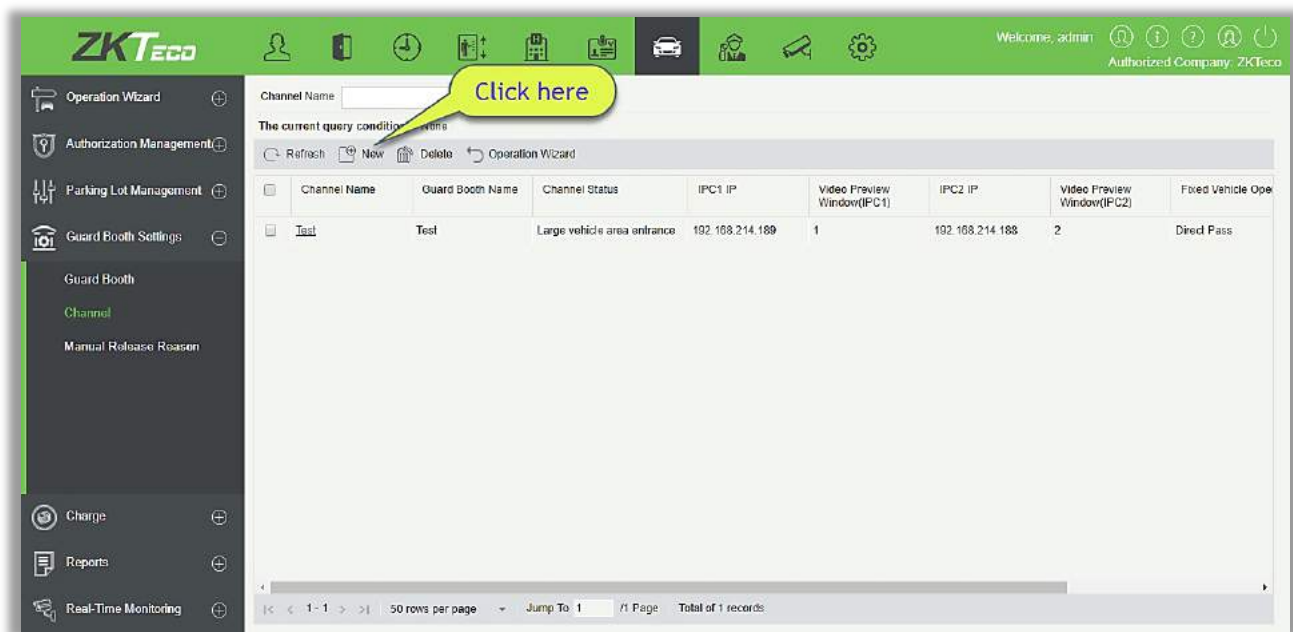 ZKTeco
Welcome, admin
Authorized Company: ZKTeco
Operation Wizard
Authorization Management
Parking Lot Management
Guard Booth Settings
Guard Booth
Channel
Manual Release Reason
Charge
Reports
Real-Time Monitoring
Channel Name
Click here
The current query condition None
Refresh New Delete Operation Wizard
Channel Name Guard Booth Name Channel Status IPC1 IP Video Preview Window(IPC1) IPC2 IP Video Preview Window(IPC2) Fixed Vehicle Ope
Test Test Large vehicle area entrance 192.168.214.189 1 192.168.214.188 2 Direct Pass
|< < 1-1 > >| 50 rows per page Jump To 1 /1 Page Total of 1 records